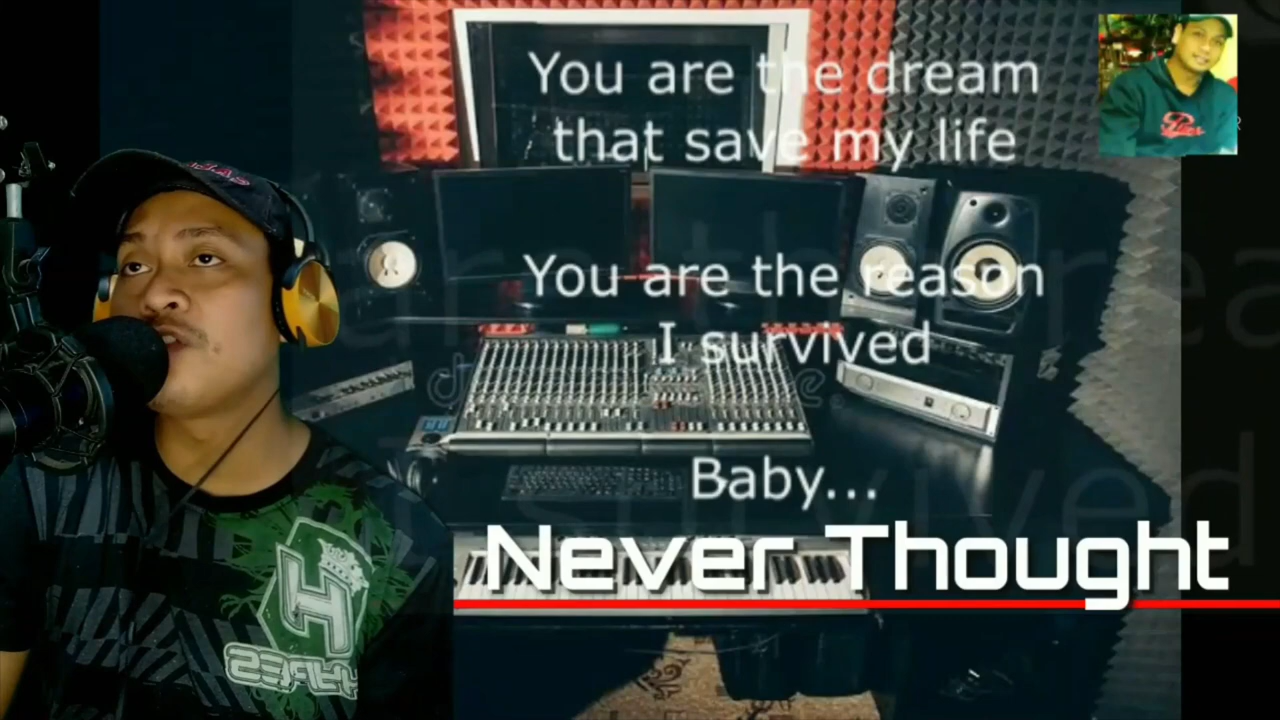 You are the dream
that save my life
You are the reason
I survived
Baby...
Never Thought
H